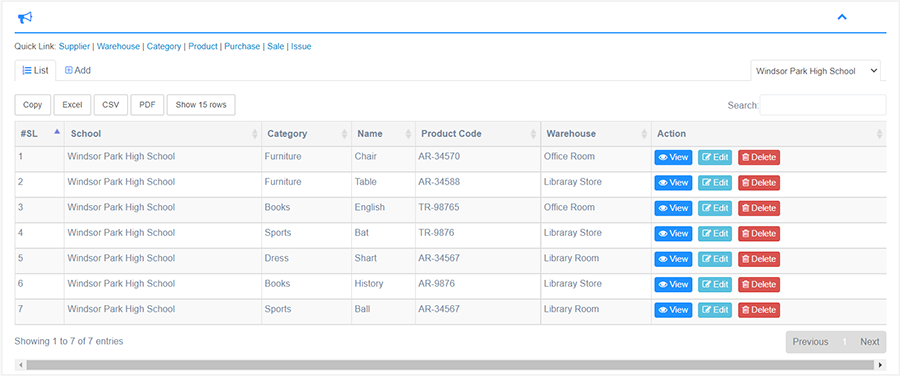 Quick Link: Supplier | Warehouse | Category | Product | Purchase | Sale | Issue
List Add Windsor Park High School
Copy Excel CSV PDF Show 15 rows Search:
#SL School Category Name Product Code Warehouse Action
1 Windsor Park High School Furniture Chair AR-34570 Office Room View Edit Delete
2 Windsor Park High School Furniture Table AR-34588 Libraray Store View Edit Delete
3 Windsor Park High School Books English TR-98765 Office Room View Edit Delete
4 Windsor Park High School Sports Bat TR-9876 Libraray Store View Edit Delete
5 Windsor Park High School Dress Shart AR-34567 Library Room View Edit Delete
6 Windsor Park High School Books History AR-9876 Libraray Store View Edit Delete
7 Windsor Park High School Sports Ball AR-34567 Library Room View Edit Delete
Showing 1 to 7 of 7 entries Previous 1 Next